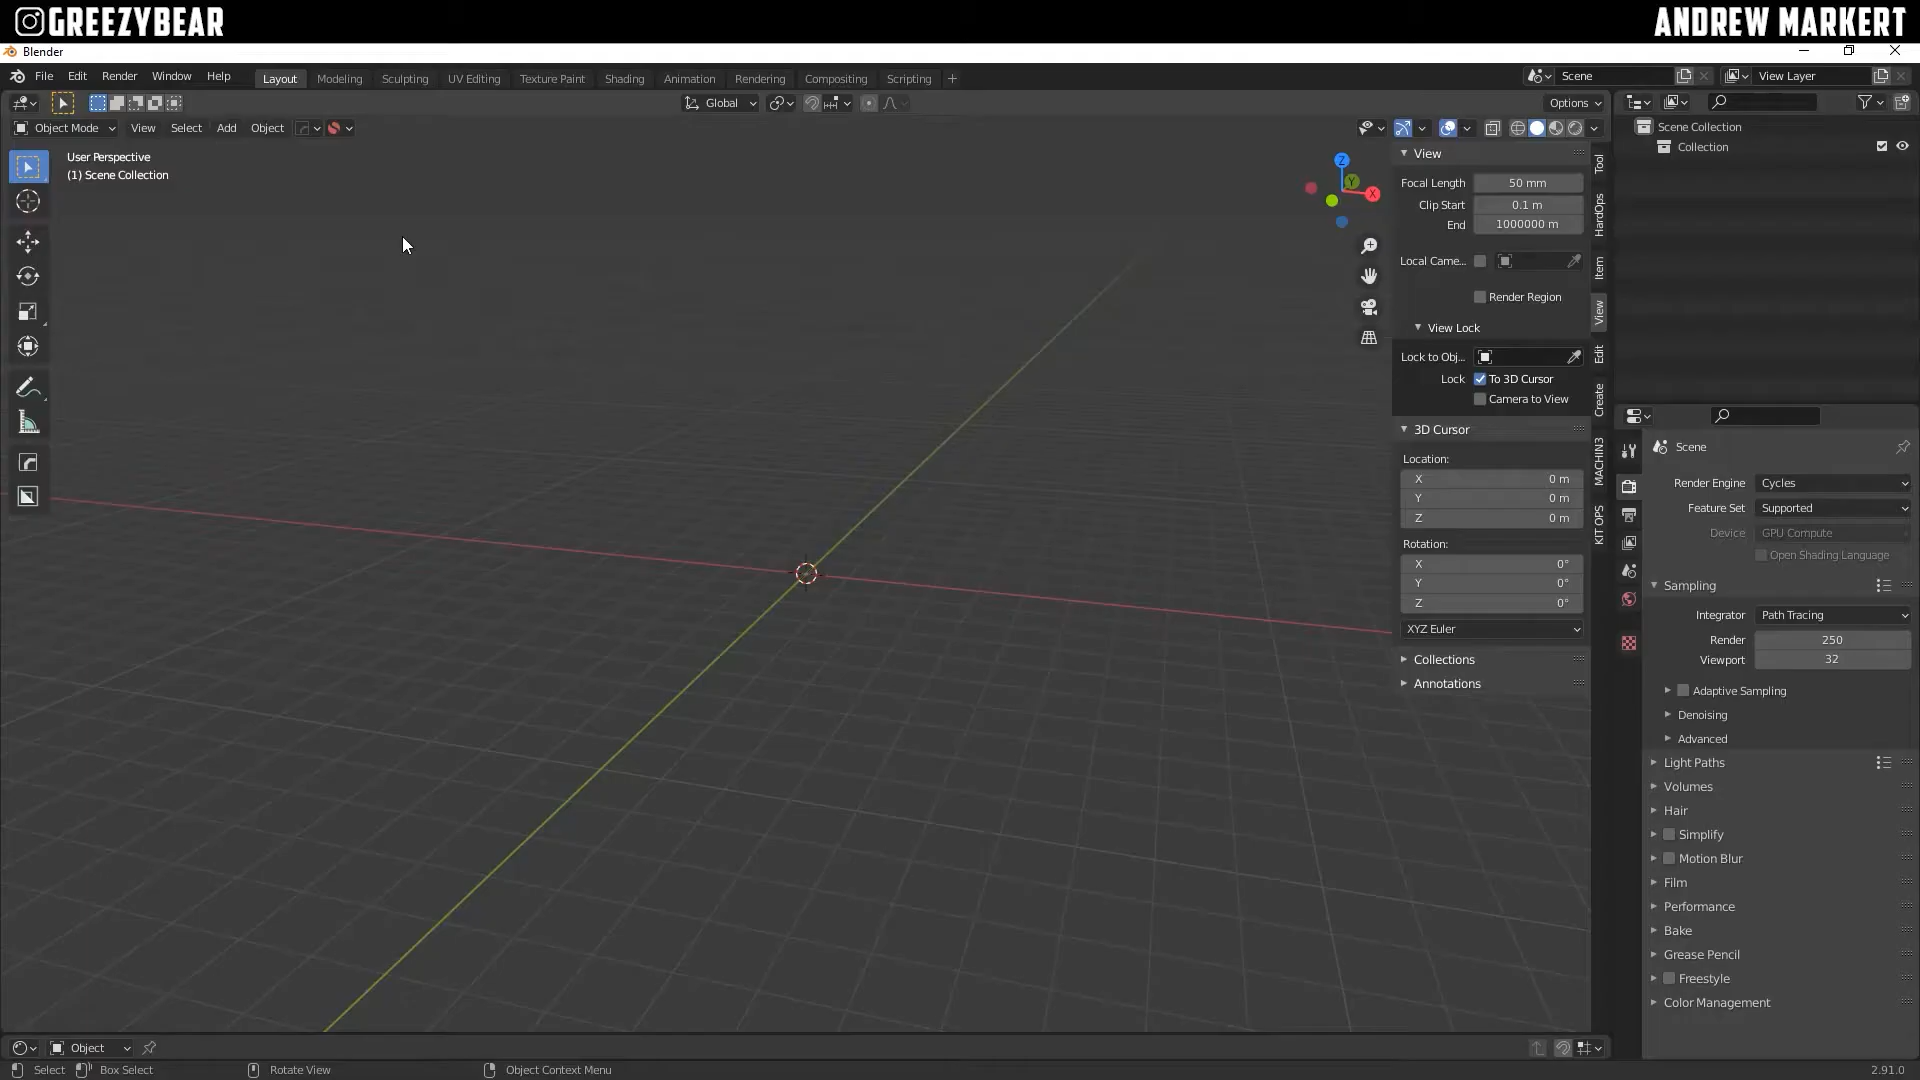 GREEZYBEAR
ANDREW MARKERT
Blender
File Edit Render Window Help
Layout Modeling Sculpting UV Editing Texture Paint Shading Animation Rendering Compositing Scripting +
Scene
View Layer
Global
Options
Object Mode View Select Add Object
User Perspective
(1) Scene Collection
Z
Y
X
View
Focal Length 50 mm
Clip Start 0.1 m
End 1000000 m
Local Came...
Render Region
View Lock
Lock to Obj...
Lock To 3D Cursor
Camera to View
3D Cursor
Location:
X 0 m
Y 0 m
Z 0 m
Rotation:
X 0°
Y 0°
Z 0°
XYZ Euler
Collections
Annotations
Tool
HardOps
Item
View
Edit
Create
MACHIN3
KIT OPS
Scene Collection
Collection
Scene
Render Engine Cycles
Feature Set Supported
Device GPU Compute
Open Shading Language
Sampling
Integrator Path Tracing
Render 250
Viewport 32
Adaptive Sampling
Denoising
Advanced
Light Paths
Volumes
Hair
Simplify
Motion Blur
Film
Performance
Bake
Grease Pencil
Freestyle
Color Management
Object
Select Box Select Rotate View Object Context Menu
2.91.0